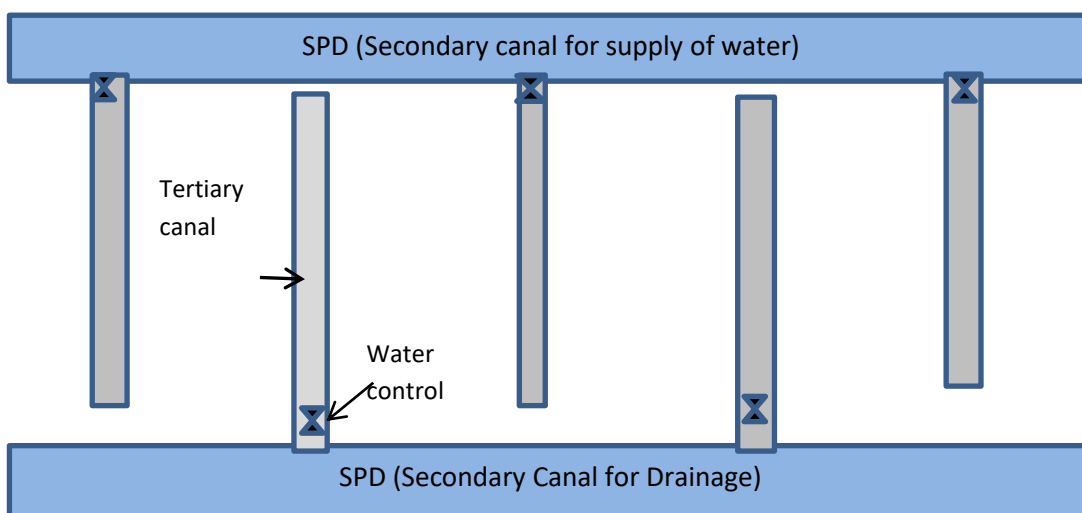 SPD (Secondary canal for supply of water)
Tertiary
canal
Water
control
SPD (Secondary Canal for Drainage)